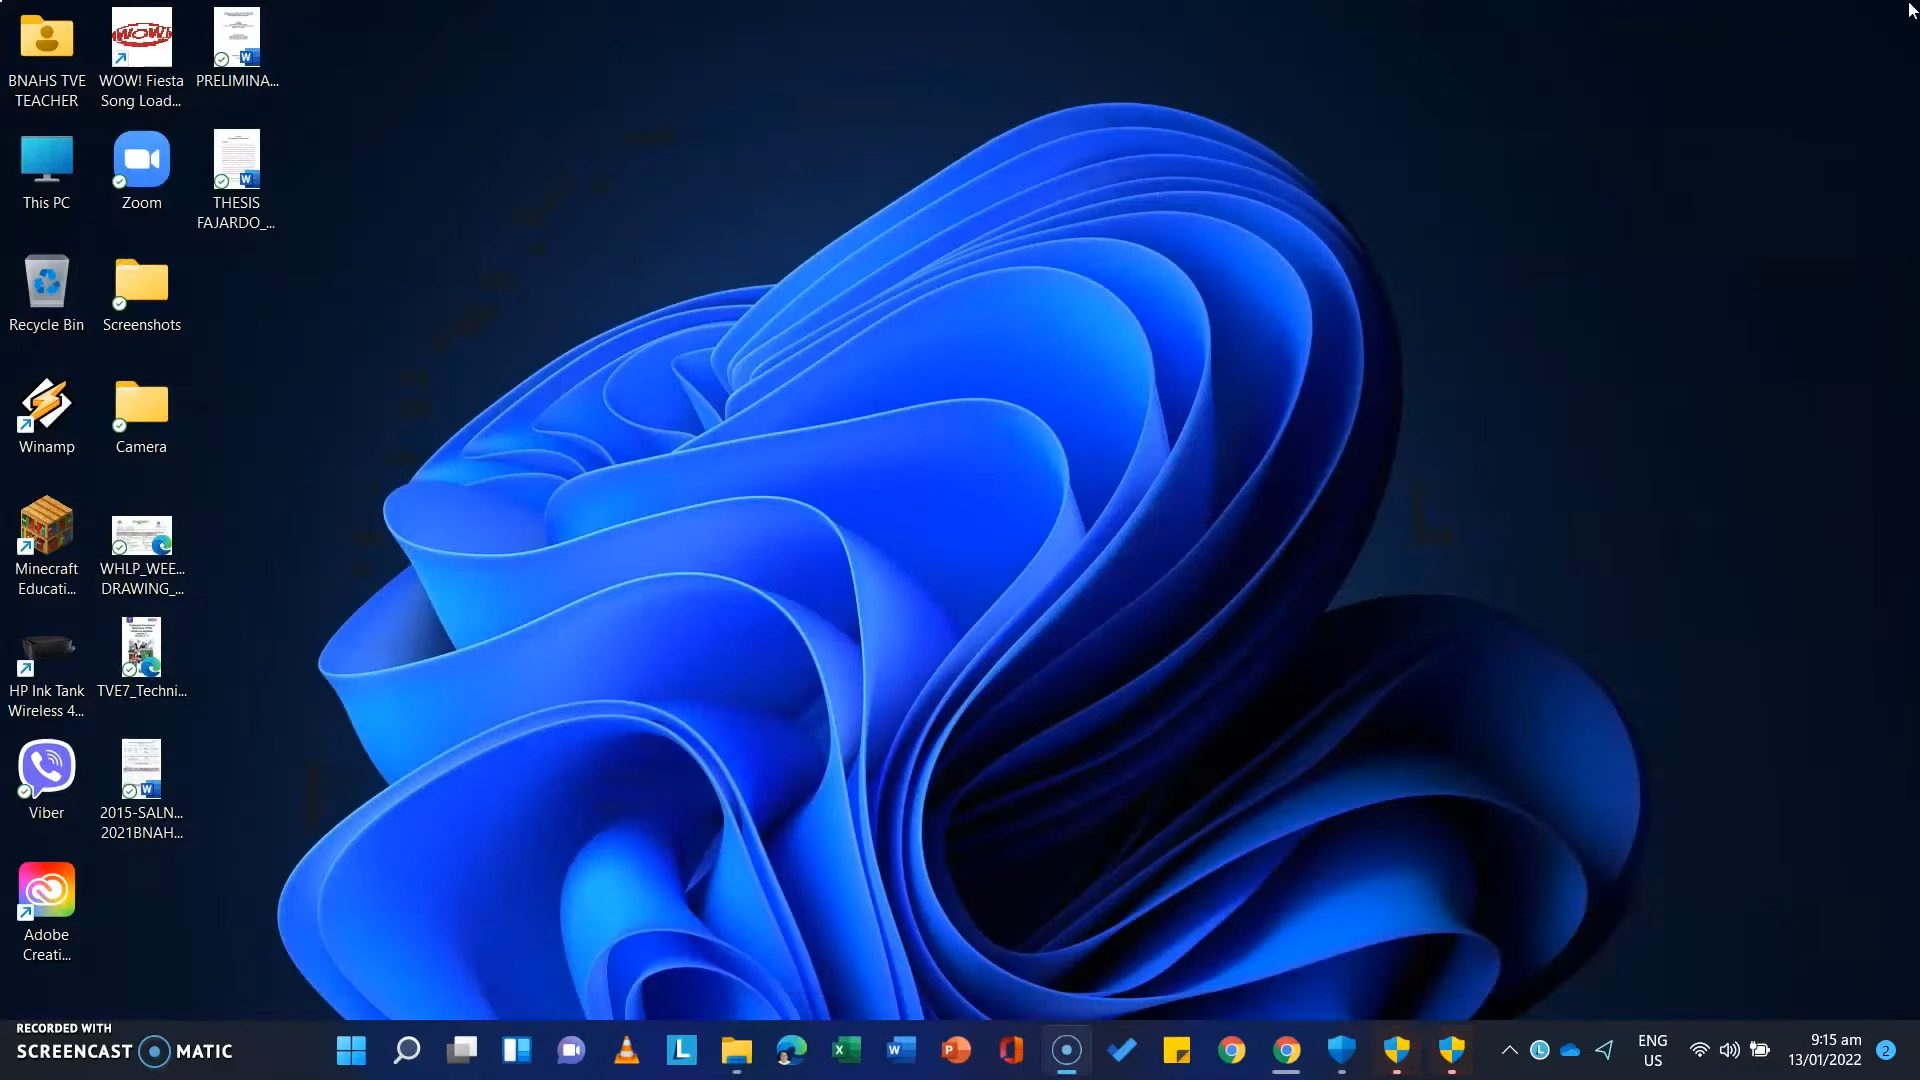 BNAHS TVE
TEACHER
WOW! Fiesta
Song Load...
PRELIMINA...
This PC
Zoom
THESIS
FAJARDO_...
Recycle Bin
Screenshots
Winamp
Camera
Minecraft
Educati...
WHLP_WEE...
DRAWING_...
HP Ink Tank
Wireless 4...
TVE7_Techni...
Viber
2015-SALN...
2021BNAH...
Adobe
Creati...
RECORDED WITH
SCREENCAST MATIC
ENG
US
9:15 am
13/01/2022
2